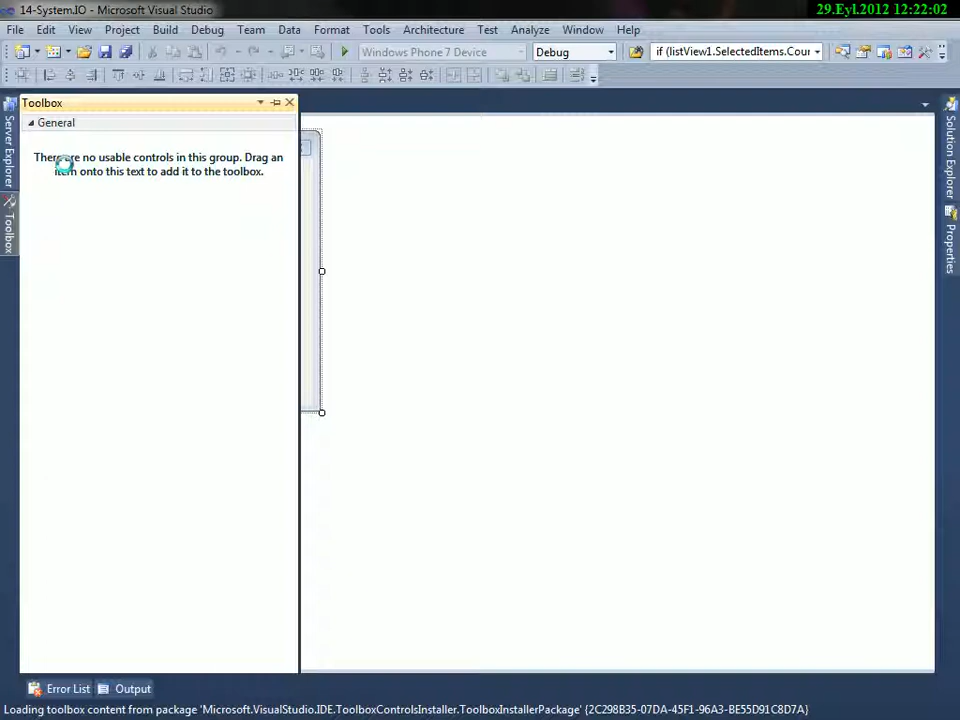 14-System.IO - Microsoft Visual Studio
29.Eyl.2012 12:22:02
File Edit View Project Build Debug Team Data Format Tools Architecture Test Analyze Window Help
Windows Phone 7 Device Debug if (listView1.SelectedItems.Cour
Toolbox
General
There are no usable controls in this group. Drag an
item onto this text to add it to the toolbox.
Server Explorer
Toolbox
Solution Explorer
Properties
Error List Output
Loading toolbox content from package 'Microsoft.VisualStudio.IDE.ToolboxControlsInstaller.ToolboxInstallerPackage' {2C298B35-07DA-45F1-96A3-BE55D91C8D7A}